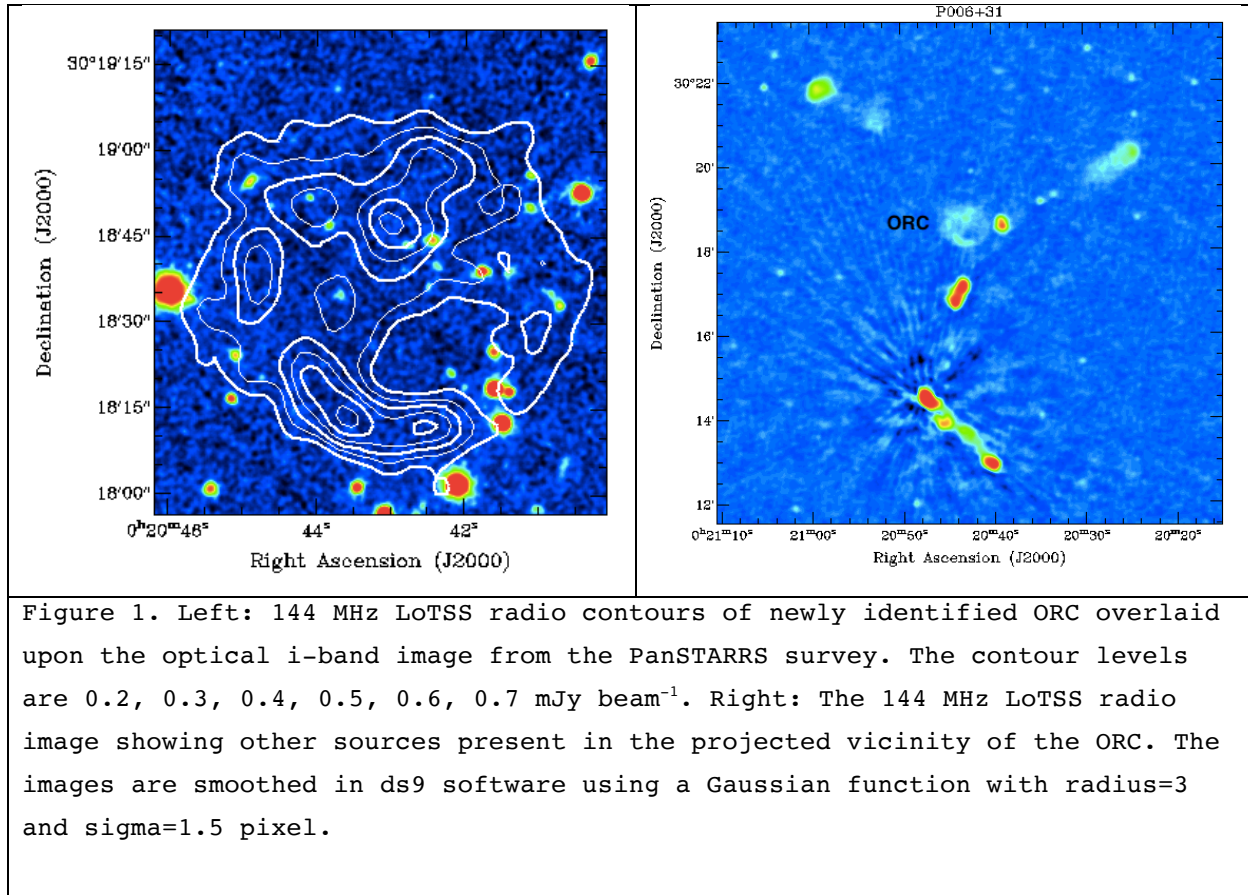 P006+31
30°19'15"
19'00"
18'45"
18'30"
18'15"
18'00"
Declination (J2000)
0ʰ20ᵐ46ˢ
44ˢ
42ˢ
Right Ascension (J2000)
30°22'
20'
18'
16'
14'
12'
Declination (J2000)
ORC
0ʰ21ᵐ10ˢ
21ᵐ00ˢ
20ᵐ50ˢ
20ᵐ40ˢ
20ᵐ30ˢ
20ᵐ20ˢ
Right Ascension (J2000)
Figure 1. Left: 144 MHz LoTSS radio contours of newly identified ORC overlaid
upon the optical i-band image from the PanSTARRS survey. The contour levels
are 0.2, 0.3, 0.4, 0.5, 0.6, 0.7 mJy beam⁻¹. Right: The 144 MHz LoTSS radio
image showing other sources present in the projected vicinity of the ORC. The
images are smoothed in ds9 software using a Gaussian function with radius=3
and sigma=1.5 pixel.